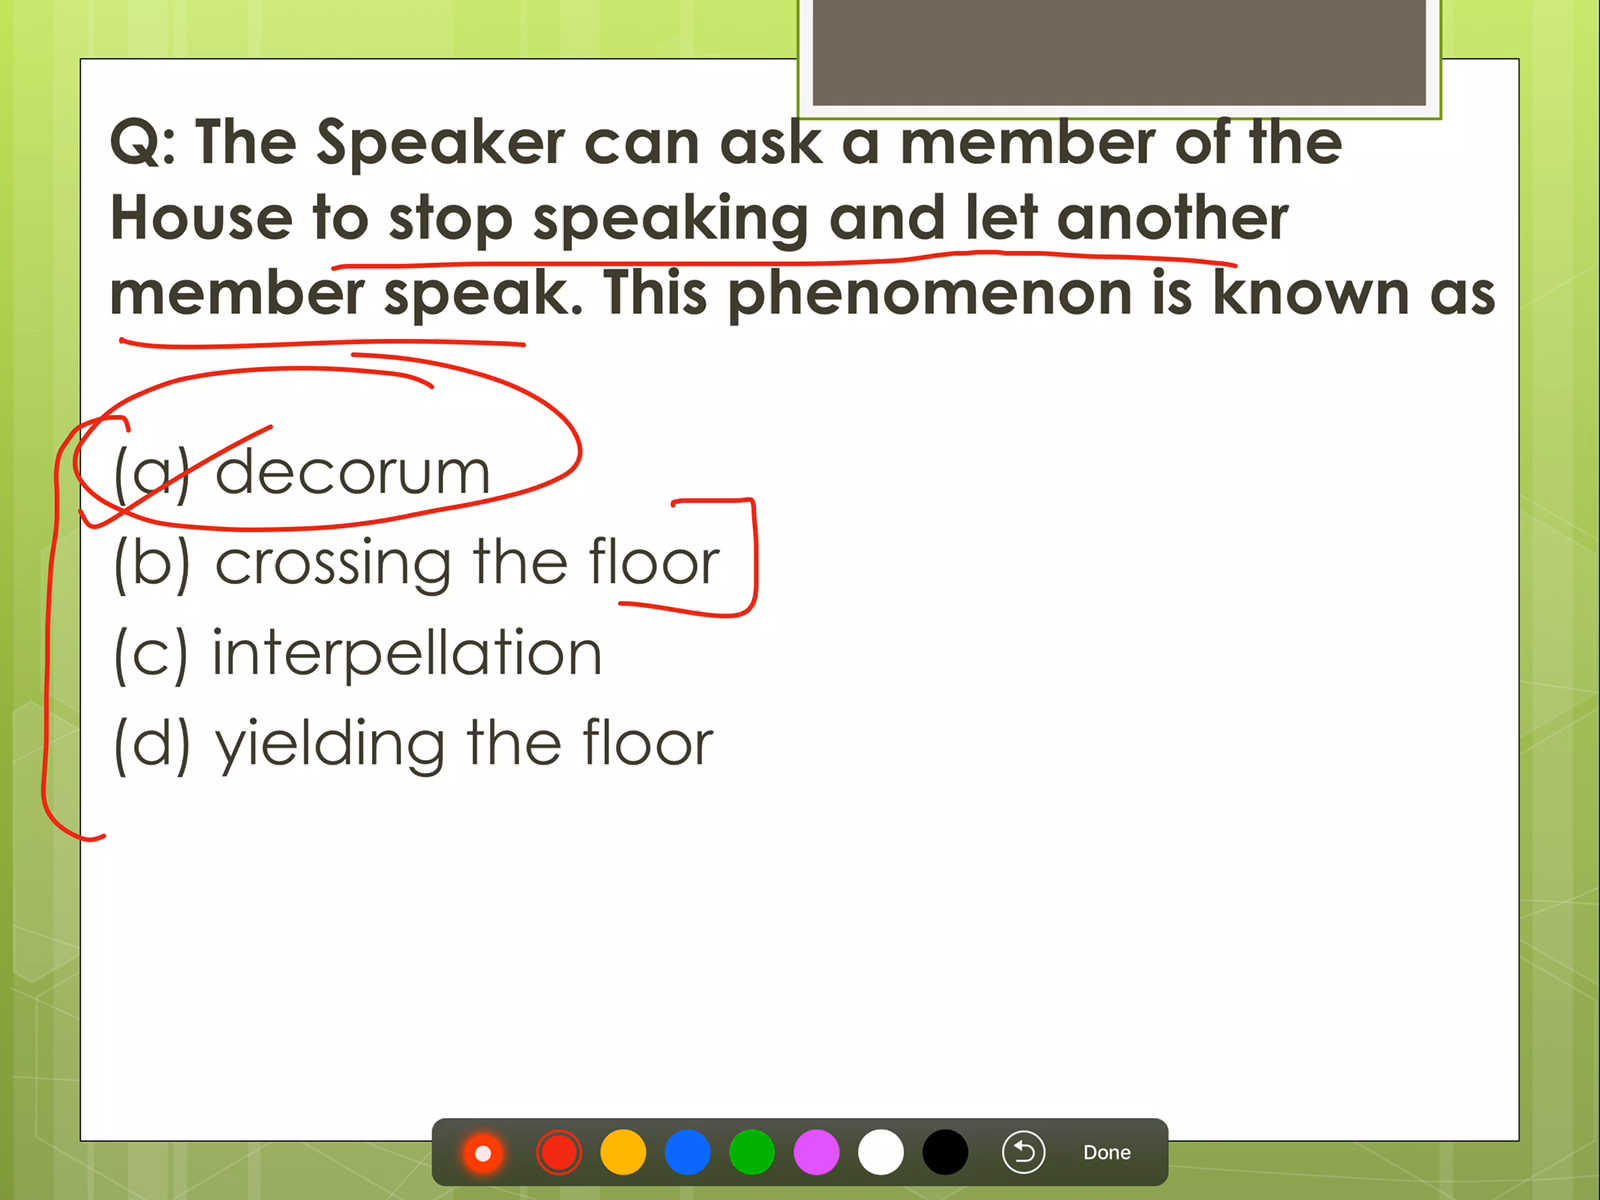 Q: The Speaker can ask a member of the
House to stop speaking and let another
member speak. This phenomenon is known as
(a) decorum
(b) crossing the floor
(c) interpellation
(d) yielding the floor
Done